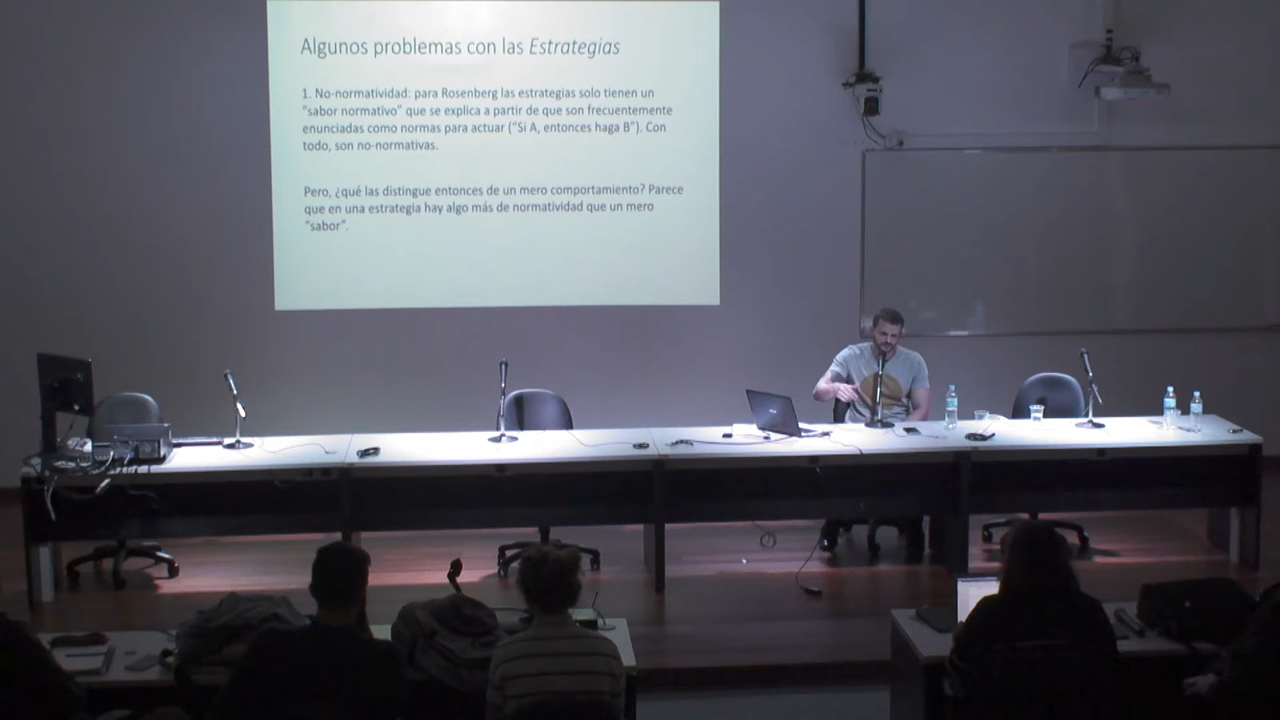 Algunos problemas con las Estrategias
1. No-normatividad: para Rosenberg las estrategias solo tienen un
"sabor normativo" que se explica a partir de que son frecuentemente
enunciadas como normas para actuar ("Si A, entonces haga B"). Con
todo, son no-normativas.
Pero, ¿qué las distingue entonces de un mero comportamiento? Parece
que en una estrategia hay algo más de normatividad que un mero
"sabor".